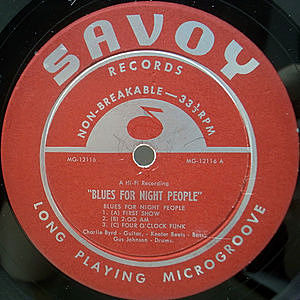 SAVOY
RECORDS
NON-BREAKABLE—33⅓RPM
MG-12116
MG-12116 A
A Hi-Fi Recording
"BLUES FOR NIGHT PEOPLE"
BLUES FOR NIGHT PEOPLE
1. (A) FIRST SHOW
2. (B) 2:00 AM
3. (C) FOUR O'CLOCK FUNK
Charlie Byrd - Guitar, - Keeter Betts - Bass,
Gus Johnson - Drums.
LONG PLAYING MICROGROOVE